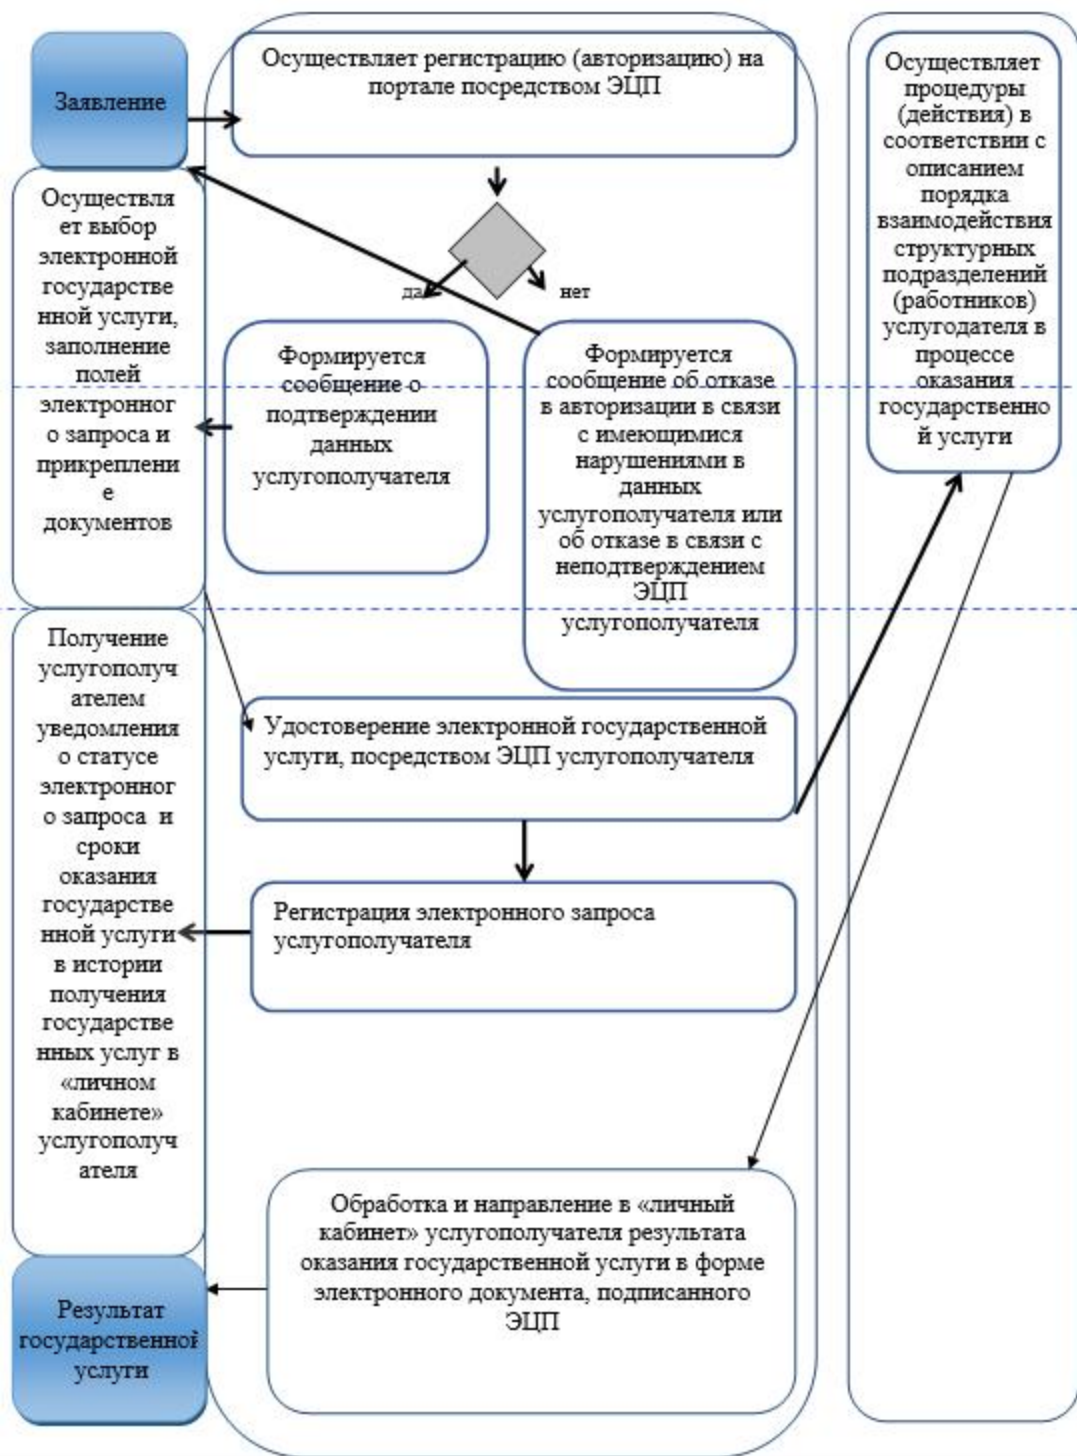 Заявление
Осуществляет регистрацию (авторизацию) на
портале посредством ЭЦП
да
нет
Осуществля
ет выбор
электронной
государстве
нной услуги,
заполнение
полей
электронног
о запроса и
прикреплени
е
документов
Формируется
сообщение о
подтверждении
данных
услугополучателя
Формируется
сообщение об отказе
в авторизации в связи
с имеющимися
нарушениями в
данных
услугополучателя или
об отказе в связи с
неподтверждением
ЭЦП
услугополучателя
Осуществляет
процедуры
(действия) в
соответствии с
описанием
порядка
взаимодействия
структурных
подразделений
(работников)
услугодателя в
процессе
оказания
государственно
й услуги
Получение
услугополуч
ателем
уведомления
о статусе
электронног
о запроса и
сроки
оказания
государстве
нной услуги
в истории
получения
государстве
нных услуг в
«личном
кабинете»
услугополуч
ателя
Удостоверение электронной государственной
услуги, посредством ЭЦП услугополучателя
Регистрация электронного запроса
услугополучателя
Обработка и направление в «личный
кабинет» услугополучателя результата
оказания государственной услуги в форме
электронного документа, подписанного
ЭЦП
Результат
государственной
услуги